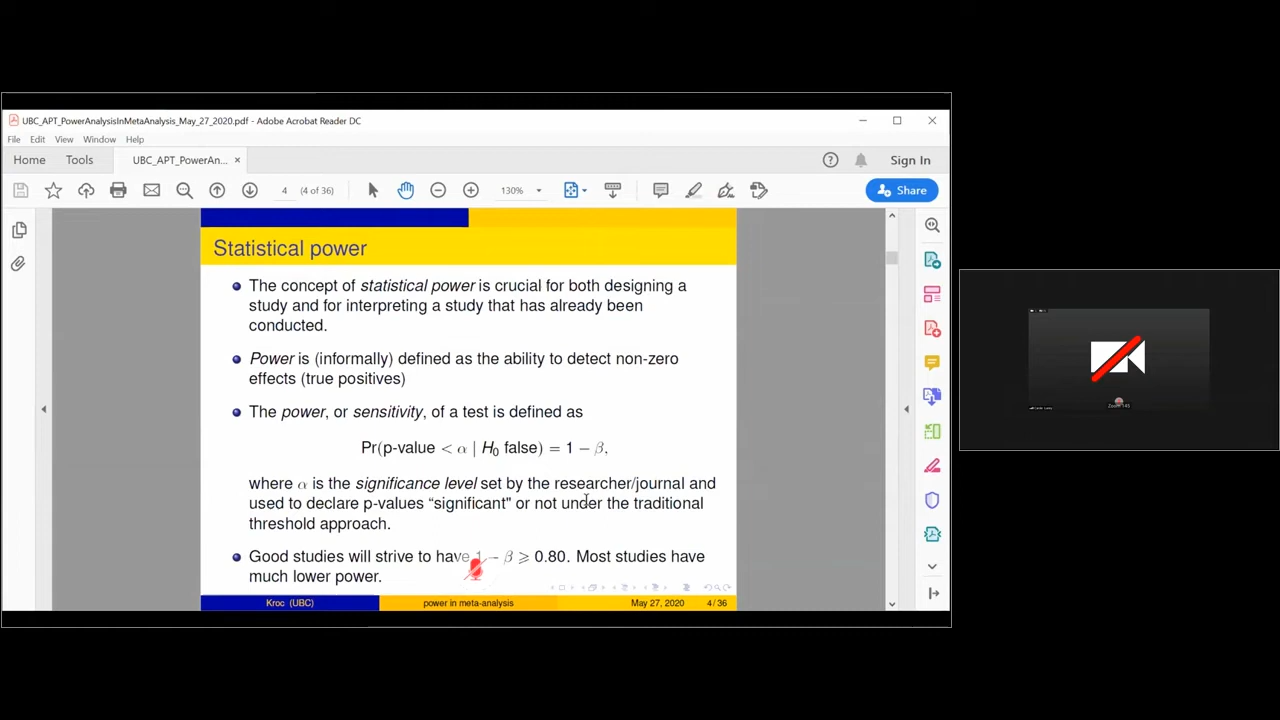 UBC_APT_PowerAnalysisInMetaAnalysis_May_27_2020.pdf - Adobe Acrobat Reader DC
File Edit View Window Help
Home Tools UBC_APT_PowerAn... × Sign In
4 (4 of 36) 130% Share
Statistical power
The concept of statistical power is crucial for both designing a
study and for interpreting a study that has already been
conducted.
Power is (informally) defined as the ability to detect non-zero
effects (true positives)
The power, or sensitivity, of a test is defined as
Pr(p-value < α | H₀ false) = 1 − β,
where α is the significance level set by the researcher/journal and
used to declare p-values “significant” or not under the traditional
threshold approach.
Good studies will strive to have 1 − β ⩾ 0.80. Most studies have
much lower power.
Kroc (UBC) power in meta-analysis May 27, 2020 4/36